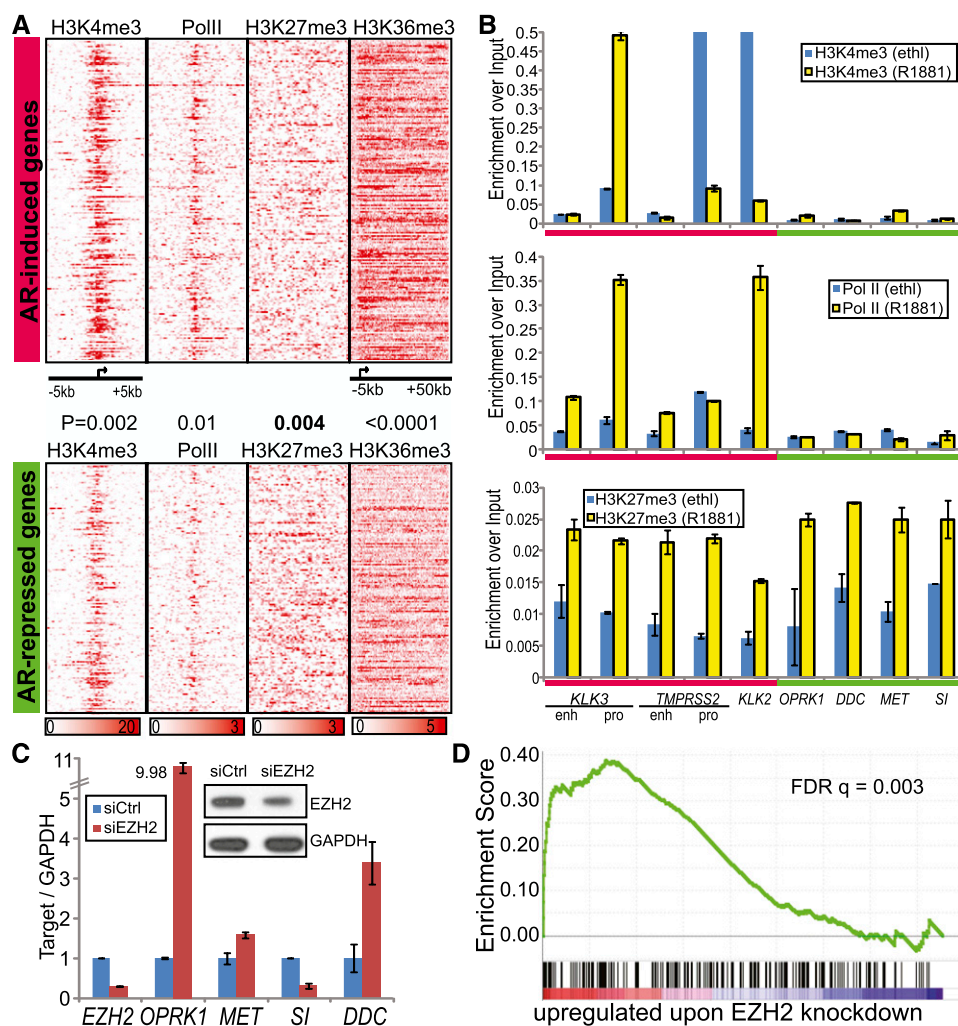 A
H3K4me3 PolII H3K27me3 H3K36me3
AR-induced genes
-5kb +5kb -5kb +50kb
P=0.002 0.01 0.004 <0.0001
H3K4me3 PolII H3K27me3 H3K36me3
AR-repressed genes
0 20 0 3 0 3 0 5
B
Enrichment over Input
0.5
0.45
0.4
0.35
0.3
0.25
0.2
0.15
0.1
0.05
0
H3K4me3 (ethl)
H3K4me3 (R1881)
Enrichment over Input
0.4
0.35
0.3
0.25
0.2
0.15
0.1
0.05
0
Pol II (ethl)
Pol II (R1881)
Enrichment over Input
0.03
0.025
0.02
0.015
0.01
0.005
0
H3K27me3 (ethl)
H3K27me3 (R1881)
KLK3 TMPRSS2 KLK2 OPRK1 DDC MET SI
enh pro enh pro
C
Target / GAPDH
11
5
4
3
2
1
0
9.98
siCtrl
siEZH2
siCtrl siEZH2
EZH2
GAPDH
EZH2 OPRK1 MET SI DDC
D
Enrichment Score
0.40
0.30
0.20
0.10
0.00
FDR q = 0.003
upregulated upon EZH2 knockdown